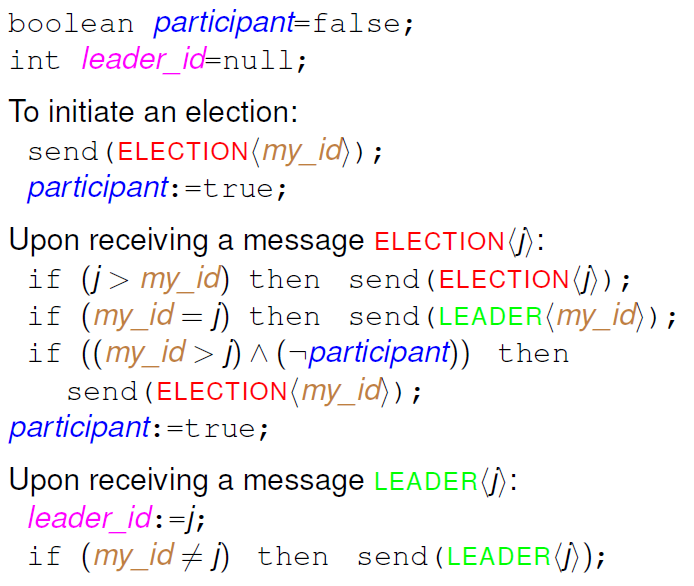 boolean participant=false;
int leader_id=null;
To initiate an election:
send(ELECTION⟨my_id⟩);
participant:=true;
Upon receiving a message ELECTION⟨j⟩:
if (j > my_id) then send(ELECTION⟨j⟩);
if (my_id = j) then send(LEADER⟨my_id⟩);
if ((my_id > j) ∧ (¬participant)) then
send(ELECTION⟨my_id⟩);
participant:=true;
Upon receiving a message LEADER⟨j⟩:
leader_id:=j;
if (my_id ≠ j) then send(LEADER⟨j⟩);